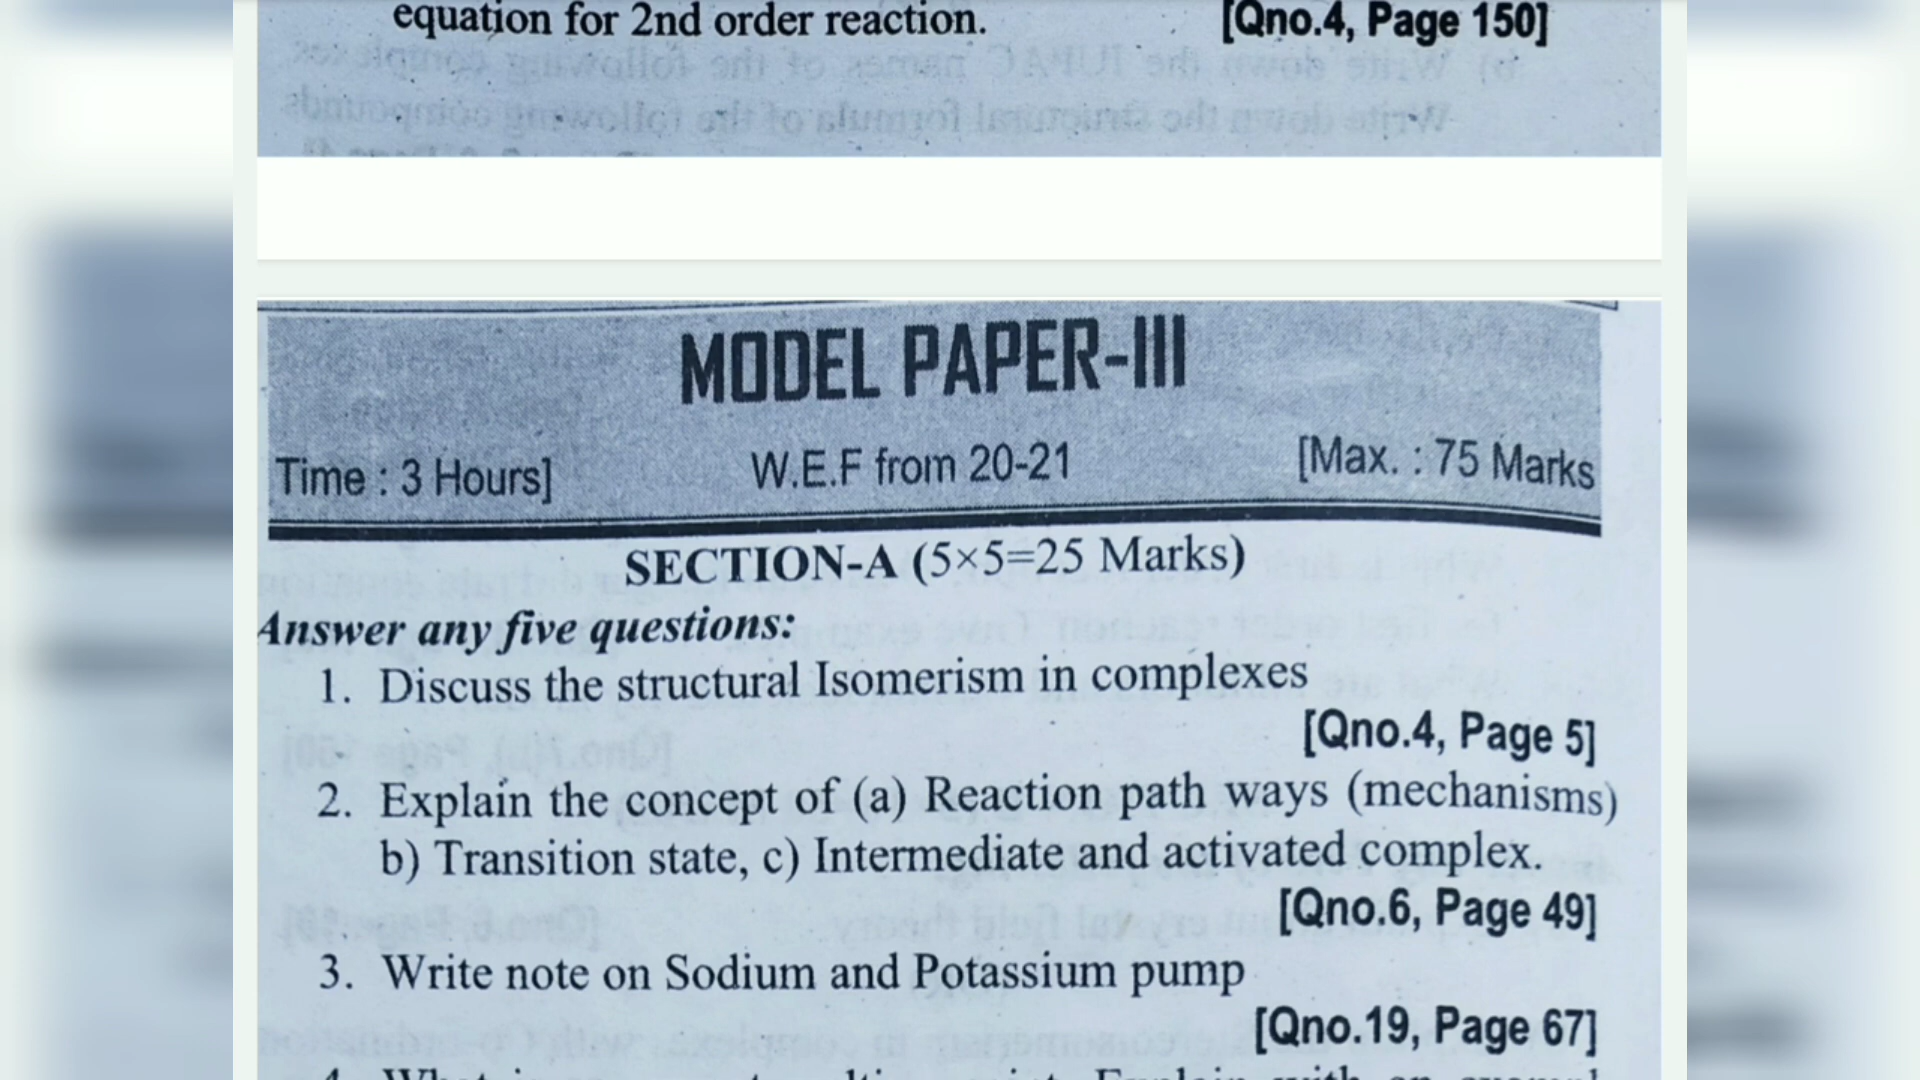 equation for 2nd order reaction. [Qno.4, Page 150]
MODEL PAPER-III
Time : 3 Hours] W.E.F from 20-21 [Max. : 75 Marks
SECTION-A (5×5=25 Marks)
Answer any five questions:
1. Discuss the structural Isomerism in complexes
[Qno.4, Page 5]
2. Explain the concept of (a) Reaction path ways (mechanisms)
b) Transition state, c) Intermediate and activated complex.
[Qno.6, Page 49]
3. Write note on Sodium and Potassium pump
[Qno.19, Page 67]